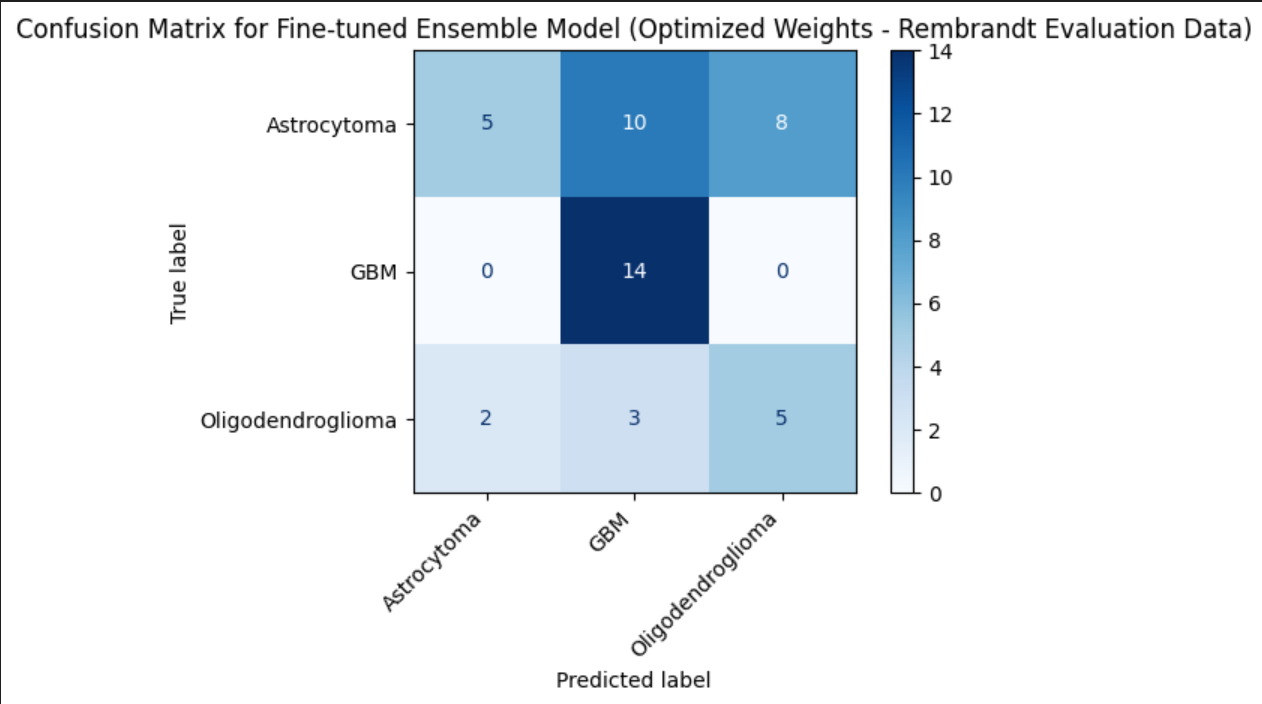 Confusion Matrix for Fine-tuned Ensemble Model (Optimized Weights - Rembrandt Evaluation Data)
True label
Astrocytoma 5 10 8
GBM 0 14 0
Oligodendroglioma 2 3 5
Astrocytoma GBM Oligodendroglioma
Predicted label
14
12
10
8
6
4
2
0